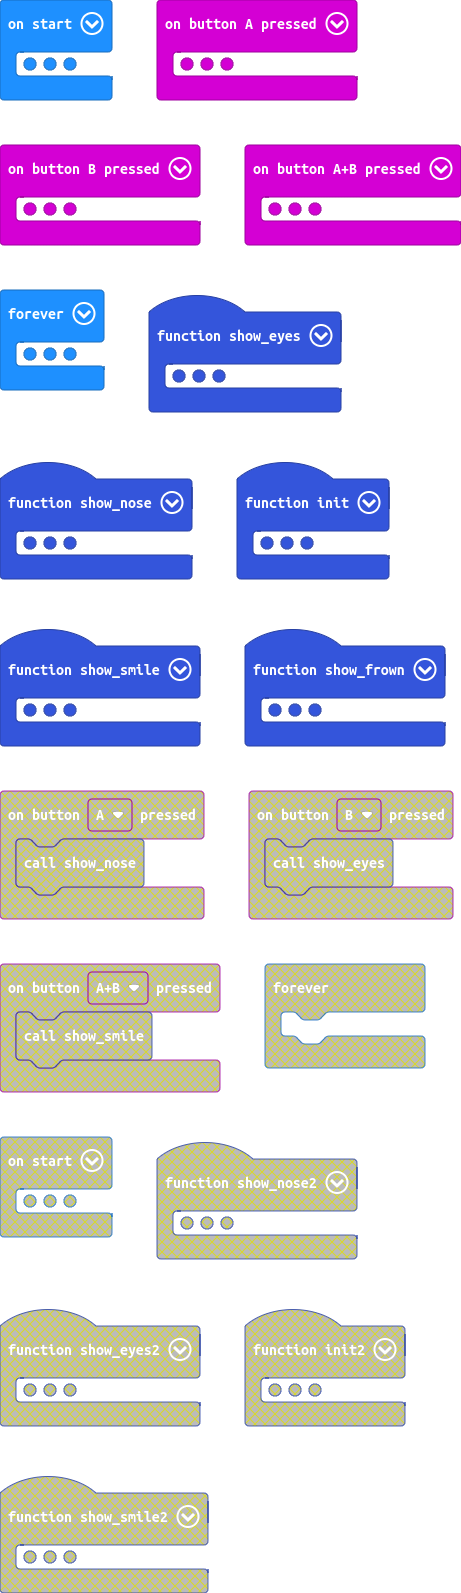 on start
on button A pressed
on button B pressed
on button A+B pressed
forever
function show_eyes
function show_nose
function init
function show_smile
function show_frown
on button A pressed
call show_nose
on button B pressed
call show_eyes
on button A+B pressed
call show_smile
forever
on start
function show_nose2
function show_eyes2
function init2
function show_smile2